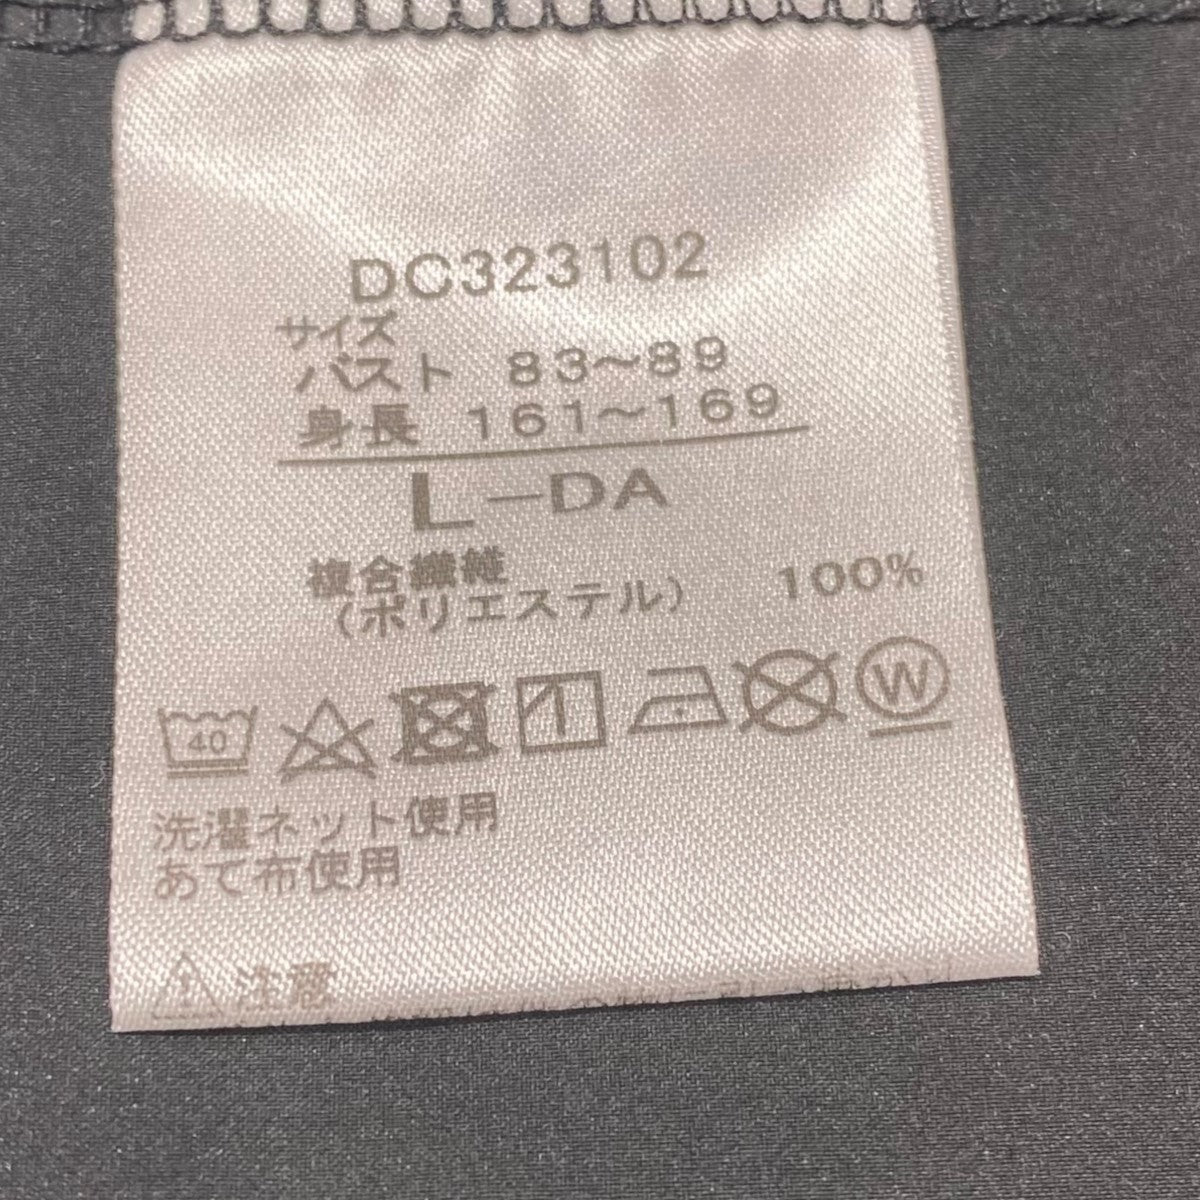 DC323102
サイズ
バスト 83～89
身長 161～169
L－DA
複合繊維
(ポリエステル) 100%
40
W
洗濯ネット使用
あて布使用
注意